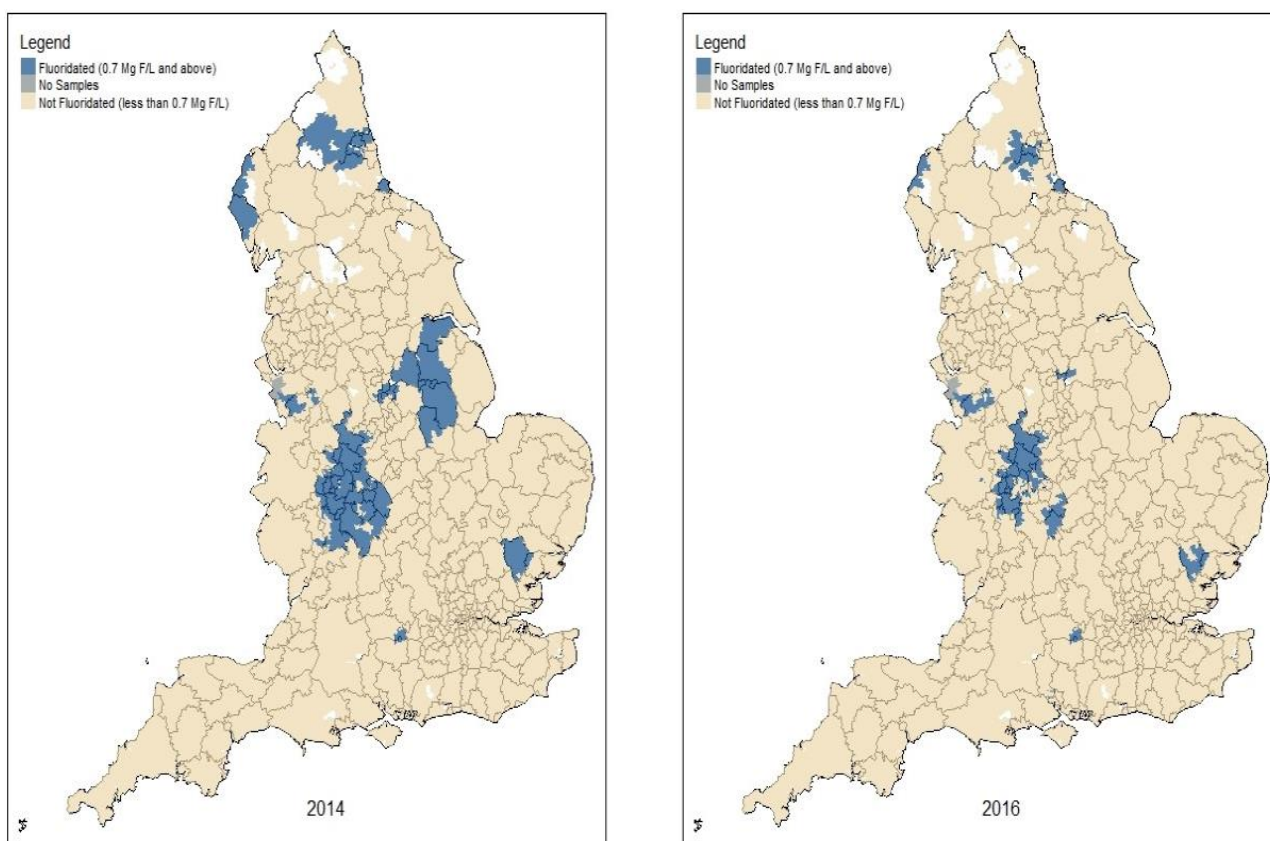 Legend
Fluoridated (0.7 Mg F/L and above)
No Samples
Not Fluoridated (less than 0.7 Mg F/L)
2014
Legend
Fluoridated (0.7 Mg F/L and above)
No Samples
Not Fluoridated (less than 0.7 Mg F/L)
2016